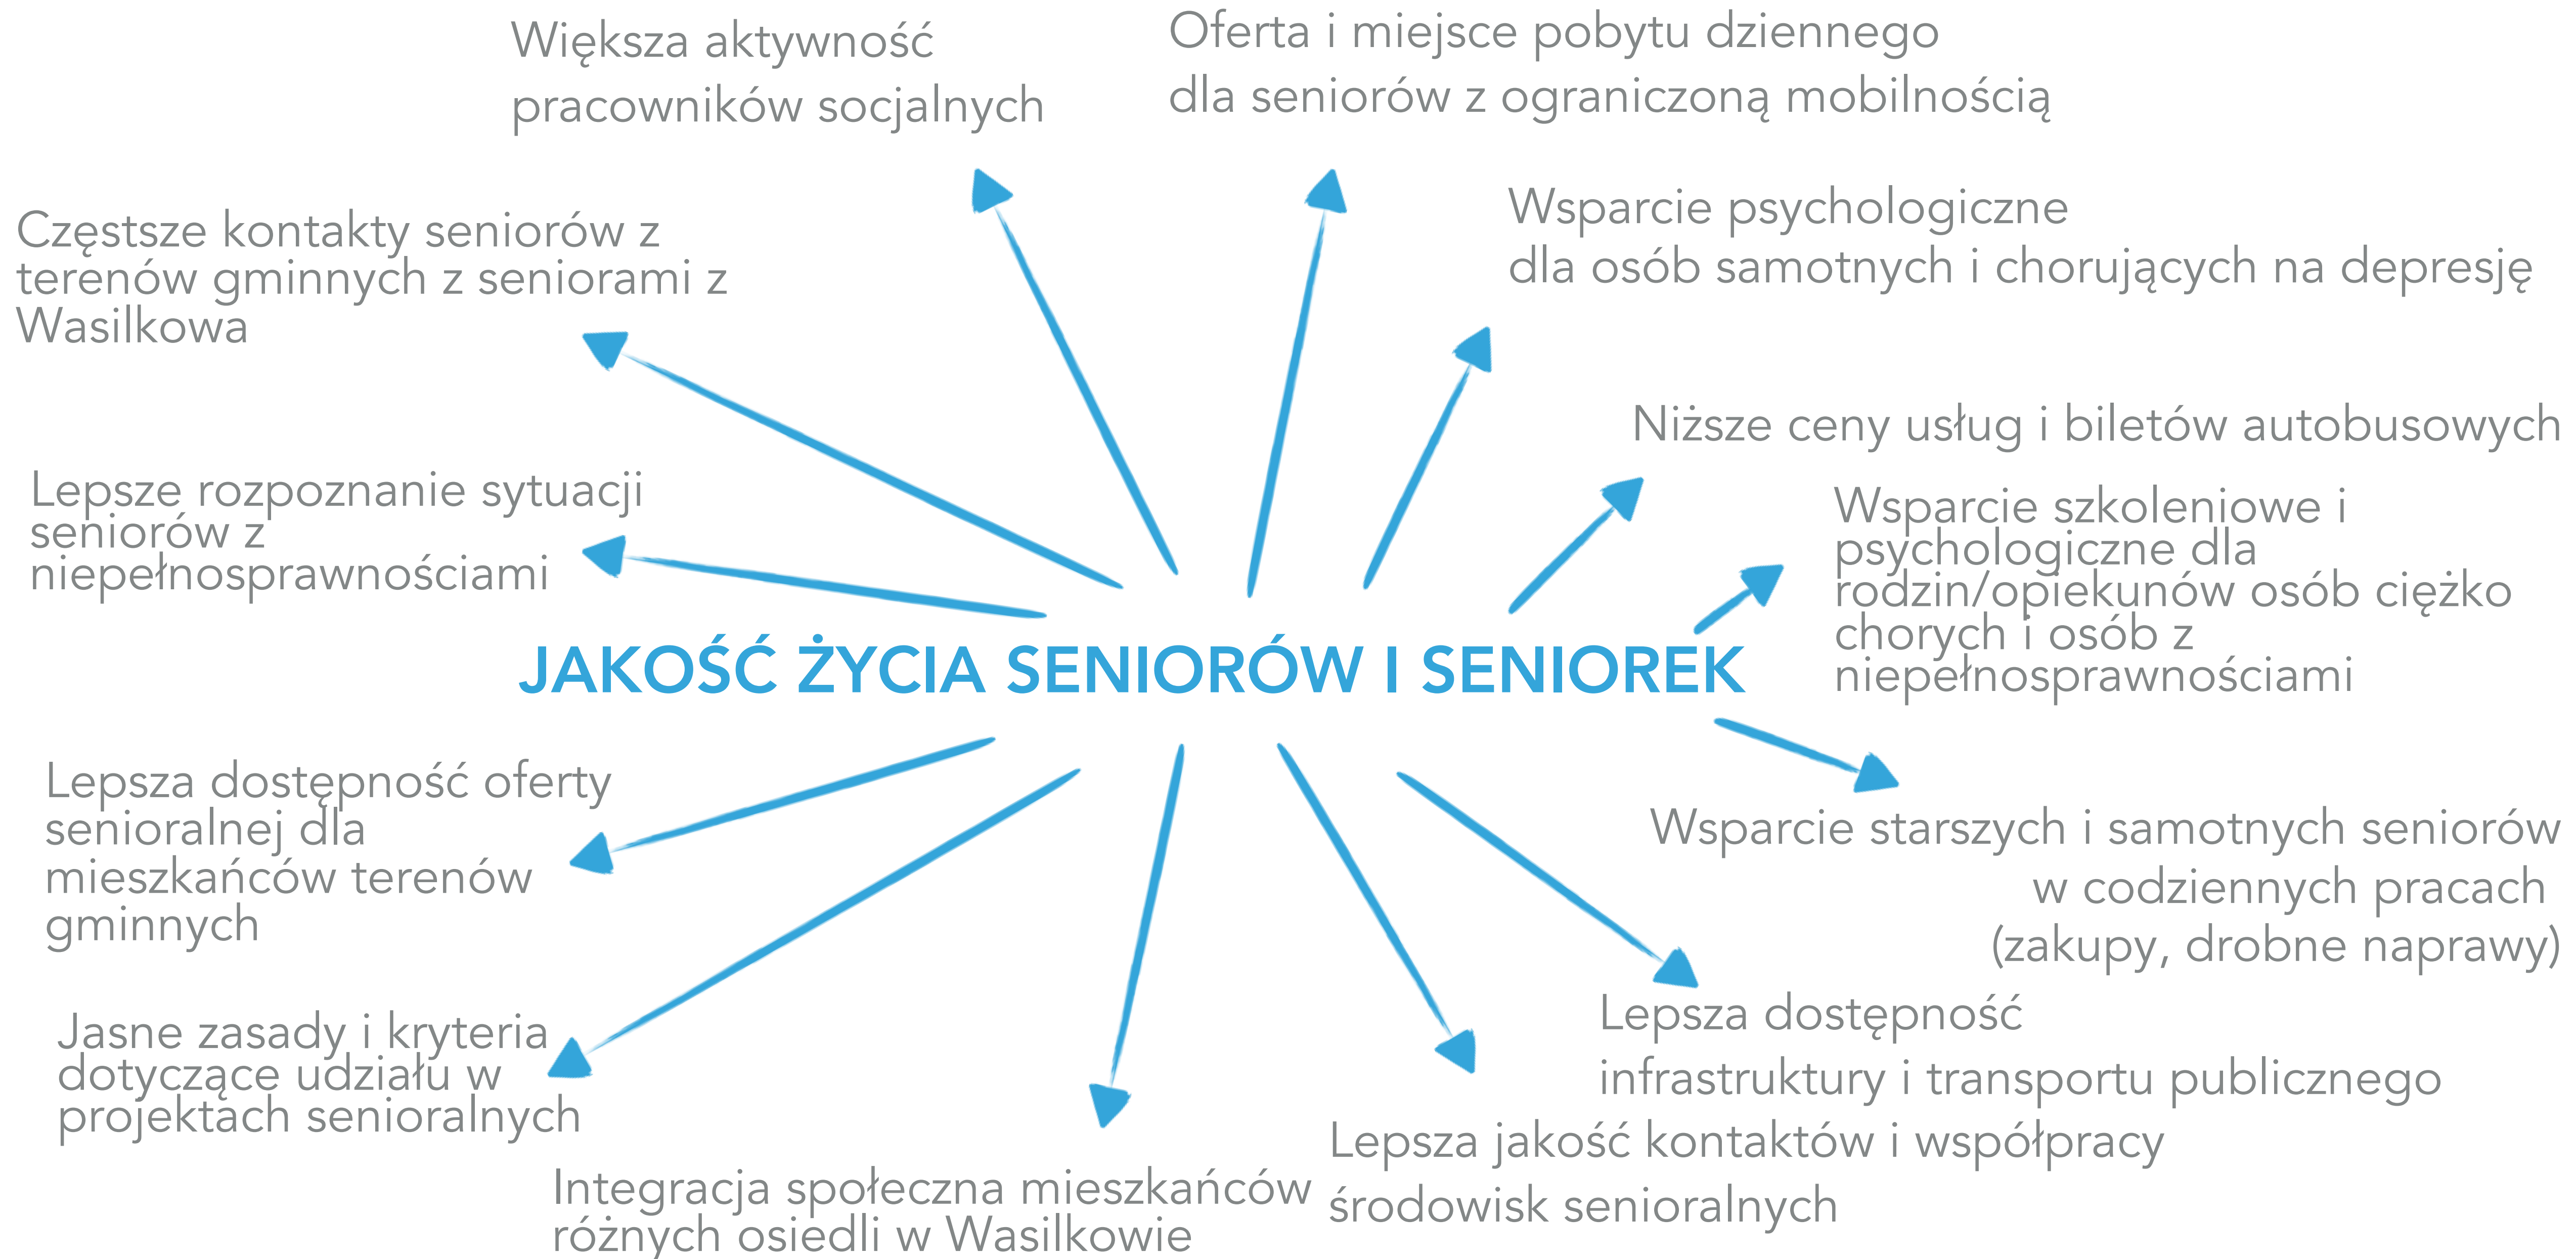 Większa aktywność
pracowników socjalnych
Oferta i miejsce pobytu dziennego
dla seniorów z ograniczoną mobilnością
Częstsze kontakty seniorów z
terenów gminnych z seniorami z
Wasilkowa
Wsparcie psychologiczne
dla osób samotnych i chorujących na depresję
Niższe ceny usług i biletów autobusowych
Lepsze rozpoznanie sytuacji
seniorów z
niepełnosprawnościami
Wsparcie szkoleniowe i
psychologiczne dla
rodzin/opiekunów osób ciężko
chorych i osób z
niepełnosprawnościami
JAKOŚĆ ŻYCIA SENIORÓW I SENIOREK
Lepsza dostępność oferty
senioralnej dla
mieszkańców terenów
gminnych
Wsparcie starszych i samotnych seniorów
w codziennych pracach
(zakupy, drobne naprawy)
Jasne zasady i kryteria
dotyczące udziału w
projektach senioralnych
Lepsza dostępność
infrastruktury i transportu publicznego
Integracja społeczna mieszkańców
różnych osiedli w Wasilkowie
Lepsza jakość kontaktów i współpracy
środowisk senioralnych